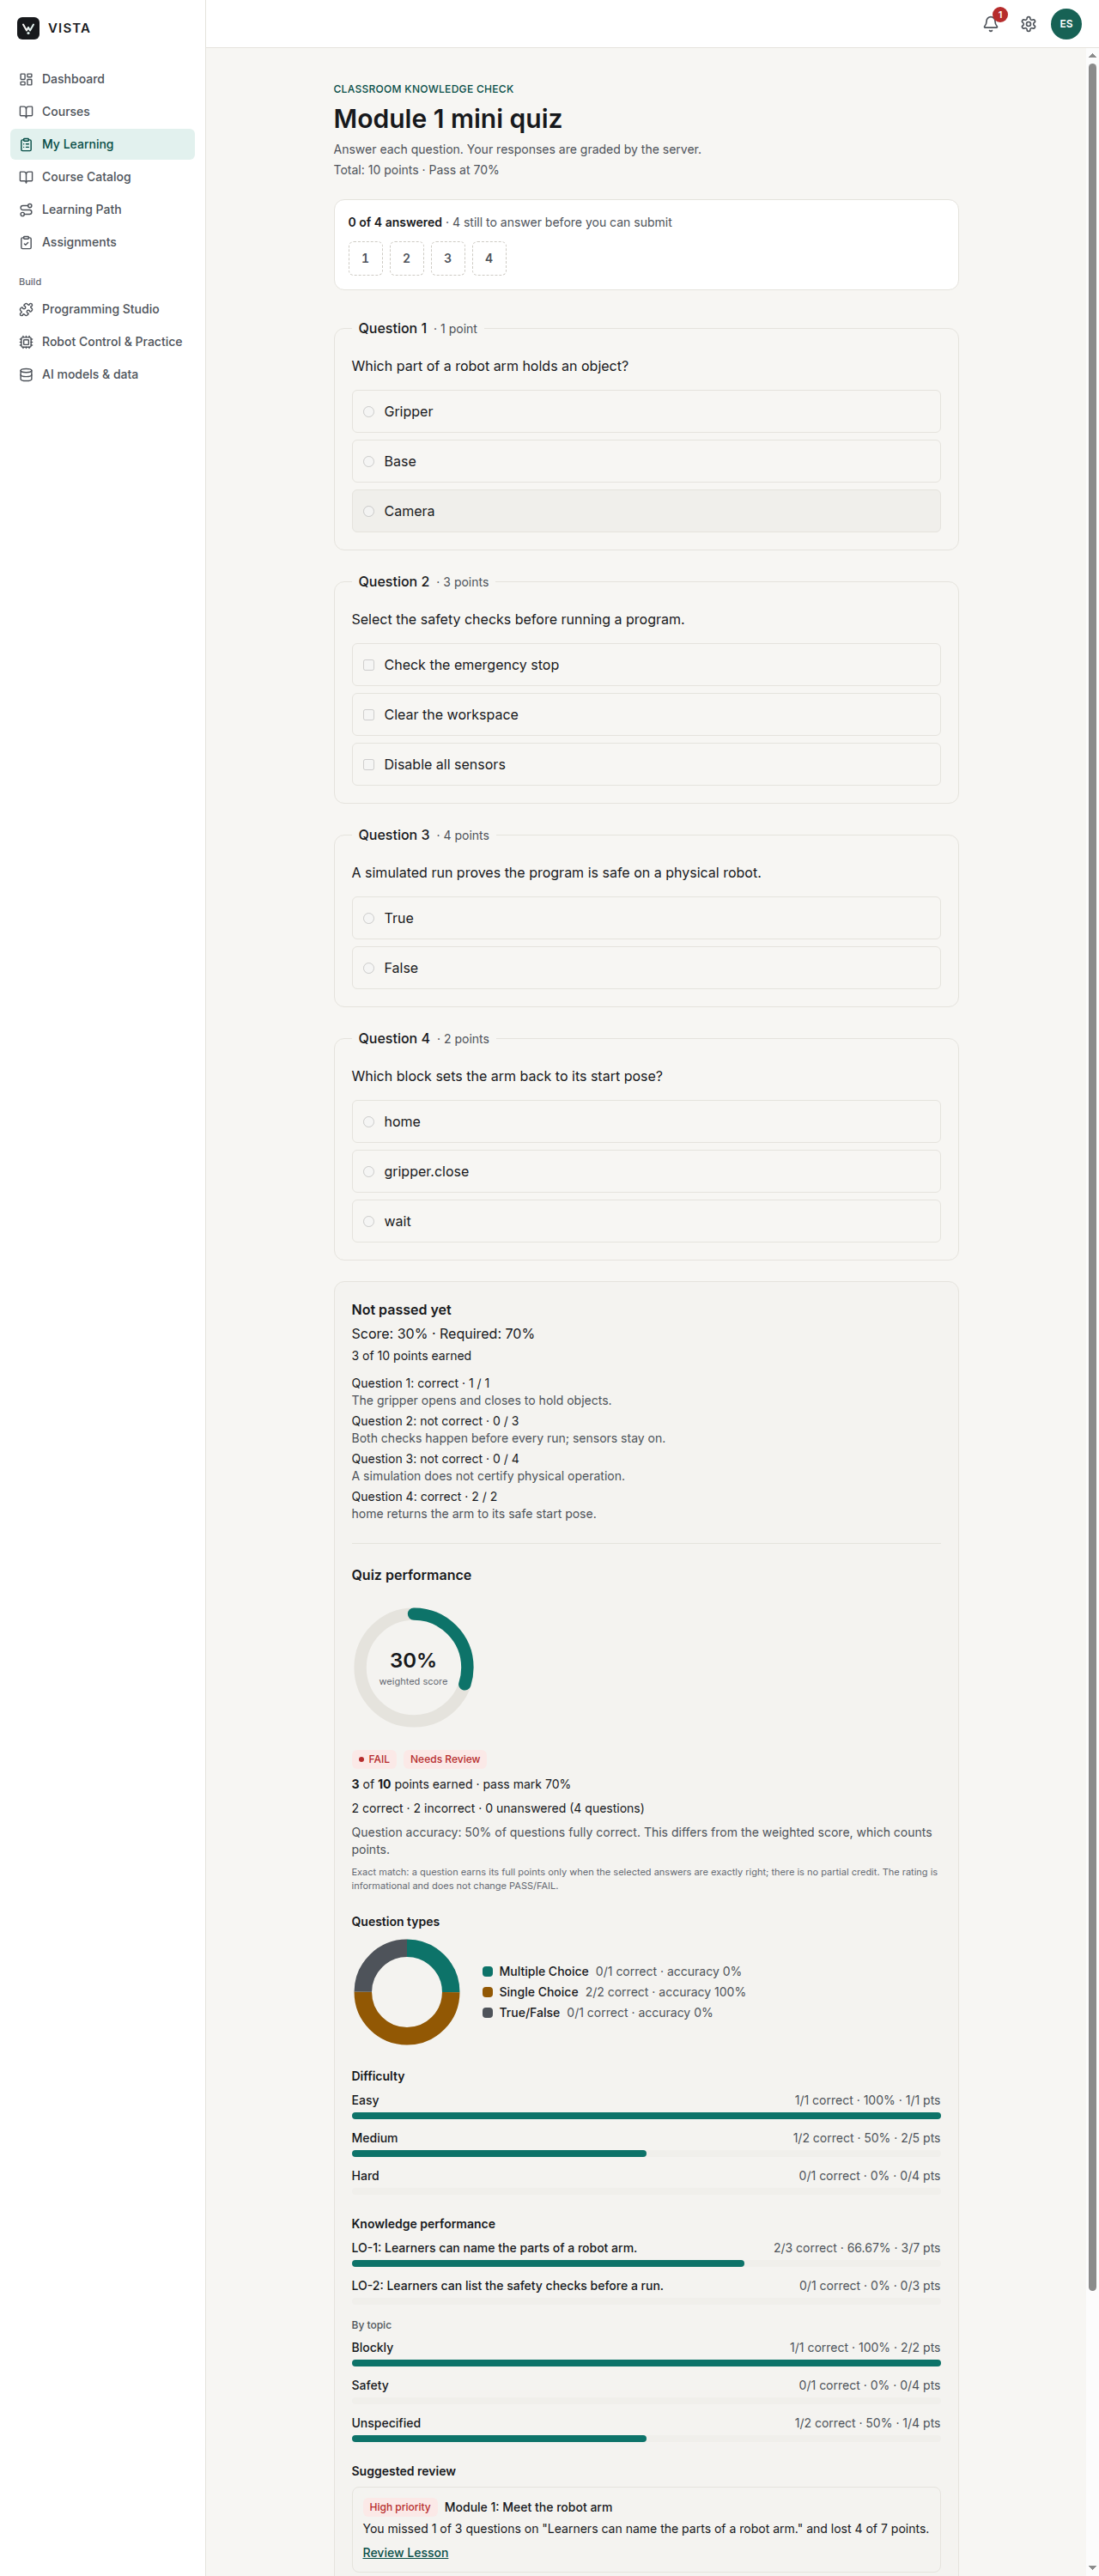 VISTA
1
ES
Dashboard
Courses
My Learning
Course Catalog
Learning Path
Assignments
Build
Programming Studio
Robot Control & Practice
AI models & data
CLASSROOM KNOWLEDGE CHECK
Module 1 mini quiz
Answer each question. Your responses are graded by the server.
Total: 10 points · Pass at 70%
0 of 4 answered · 4 still to answer before you can submit
1 2 3 4
Question 1 · 1 point
Which part of a robot arm holds an object?
Gripper
Base
Camera
Question 2 · 3 points
Select the safety checks before running a program.
Check the emergency stop
Clear the workspace
Disable all sensors
Question 3 · 4 points
A simulated run proves the program is safe on a physical robot.
True
False
Question 4 · 2 points
Which block sets the arm back to its start pose?
home
gripper.close
wait
Not passed yet
Score: 30% · Required: 70%
3 of 10 points earned
Question 1: correct · 1 / 1
The gripper opens and closes to hold objects.
Question 2: not correct · 0 / 3
Both checks happen before every run; sensors stay on.
Question 3: not correct · 0 / 4
A simulation does not certify physical operation.
Question 4: correct · 2 / 2
home returns the arm to its safe start pose.
Quiz performance
30%
weighted score
FAIL Needs Review
3 of 10 points earned · pass mark 70%
2 correct · 2 incorrect · 0 unanswered (4 questions)
Question accuracy: 50% of questions fully correct. This differs from the weighted score, which counts
points.
Exact match: a question earns its full points only when the selected answers are exactly right; there is no partial credit. The rating is
informational and does not change PASS/FAIL.
Question types
Multiple Choice 0/1 correct · accuracy 0%
Single Choice 2/2 correct · accuracy 100%
True/False 0/1 correct · accuracy 0%
Difficulty
Easy 1/1 correct · 100% · 1/1 pts
Medium 1/2 correct · 50% · 2/5 pts
Hard 0/1 correct · 0% · 0/4 pts
Knowledge performance
LO-1: Learners can name the parts of a robot arm. 2/3 correct · 66.67% · 3/7 pts
LO-2: Learners can list the safety checks before a run. 0/1 correct · 0% · 0/3 pts
By topic
Blockly 1/1 correct · 100% · 2/2 pts
Safety 0/1 correct · 0% · 0/4 pts
Unspecified 1/2 correct · 50% · 1/4 pts
Suggested review
High priority Module 1: Meet the robot arm
You missed 1 of 3 questions on "Learners can name the parts of a robot arm." and lost 4 of 7 points.
Review Lesson